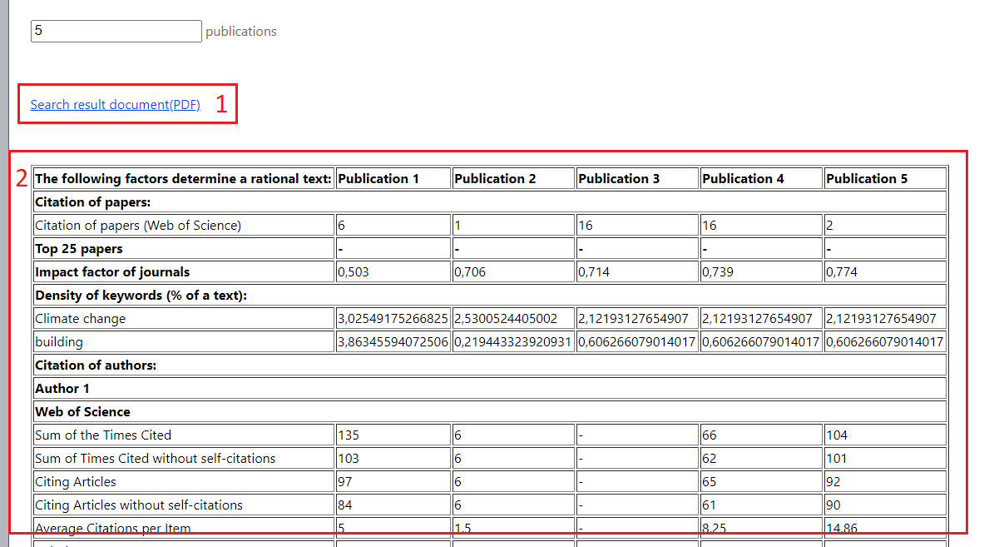 5 publications
Search result document(PDF) 1
2
The following factors determine a rational text: Publication 1 Publication 2 Publication 3 Publication 4 Publication 5
Citation of papers:
Citation of papers (Web of Science) 6 1 16 16 2
Top 25 papers - - - - -
Impact factor of journals 0,503 0,706 0,714 0,739 0,774
Density of keywords (% of a text):
Climate change 3,02549175266825 2,5300524405002 2,12193127654907 2,12193127654907 2,12193127654907
building 3,86345594072506 0,219443323920931 0,606266079014017 0,606266079014017 0,606266079014017
Citation of authors:
Author 1
Web of Science
Sum of the Times Cited 135 6 - 66 104
Sum of Times Cited without self-citations 103 6 - 62 101
Citing Articles 97 6 - 65 92
Citing Articles without self-citations 84 6 - 61 90
Average Citations per Item 5 1.5 - 8.25 14.86